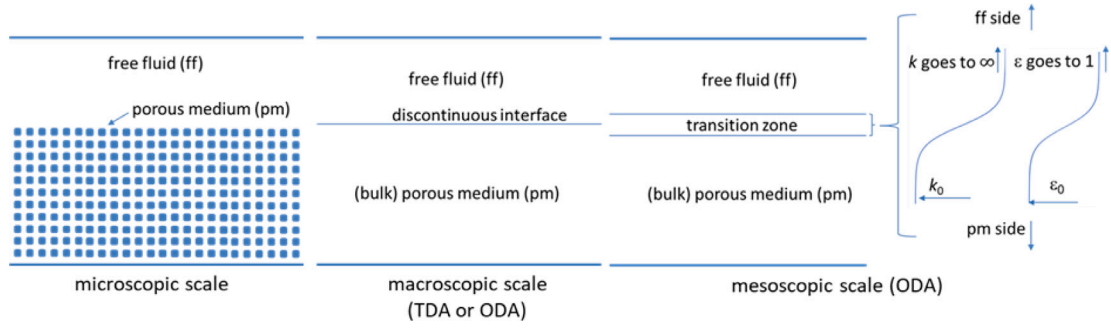 free fluid (ff)
porous medium (pm)
microscopic scale
free fluid (ff)
discontinuous interface
(bulk) porous medium (pm)
macroscopic scale
(TDA or ODA)
free fluid (ff)
transition zone
(bulk) porous medium (pm)
mesoscopic scale (ODA)
ff side
k goes to ∞
ε goes to 1
k₀
ε₀
pm side